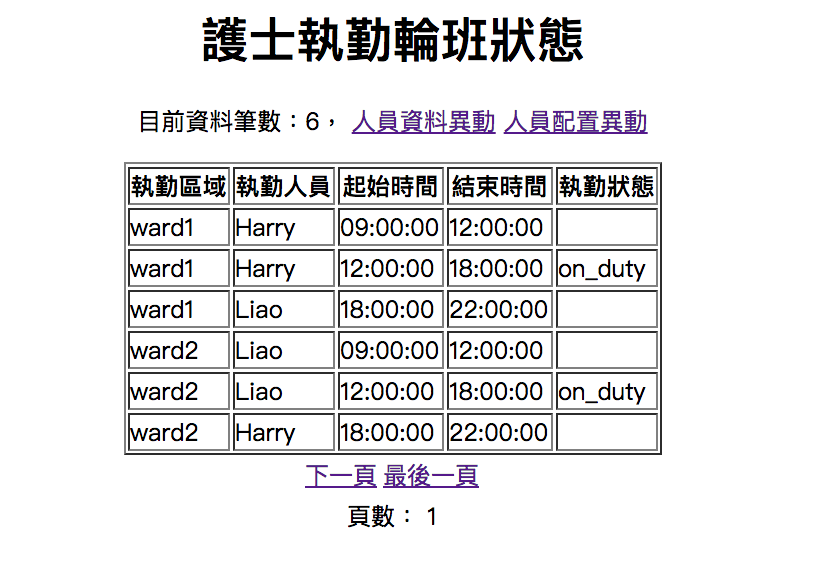 護士執勤輪班狀態
目前資料筆數：6， 人員資料異動 人員配置異動
執勤區域 執勤人員 起始時間 結束時間 執勤狀態
ward1 Harry 09:00:00 12:00:00
ward1 Harry 12:00:00 18:00:00 on_duty
ward1 Liao 18:00:00 22:00:00
ward2 Liao 09:00:00 12:00:00
ward2 Liao 12:00:00 18:00:00 on_duty
ward2 Harry 18:00:00 22:00:00
下一頁 最後一頁
頁數： 1